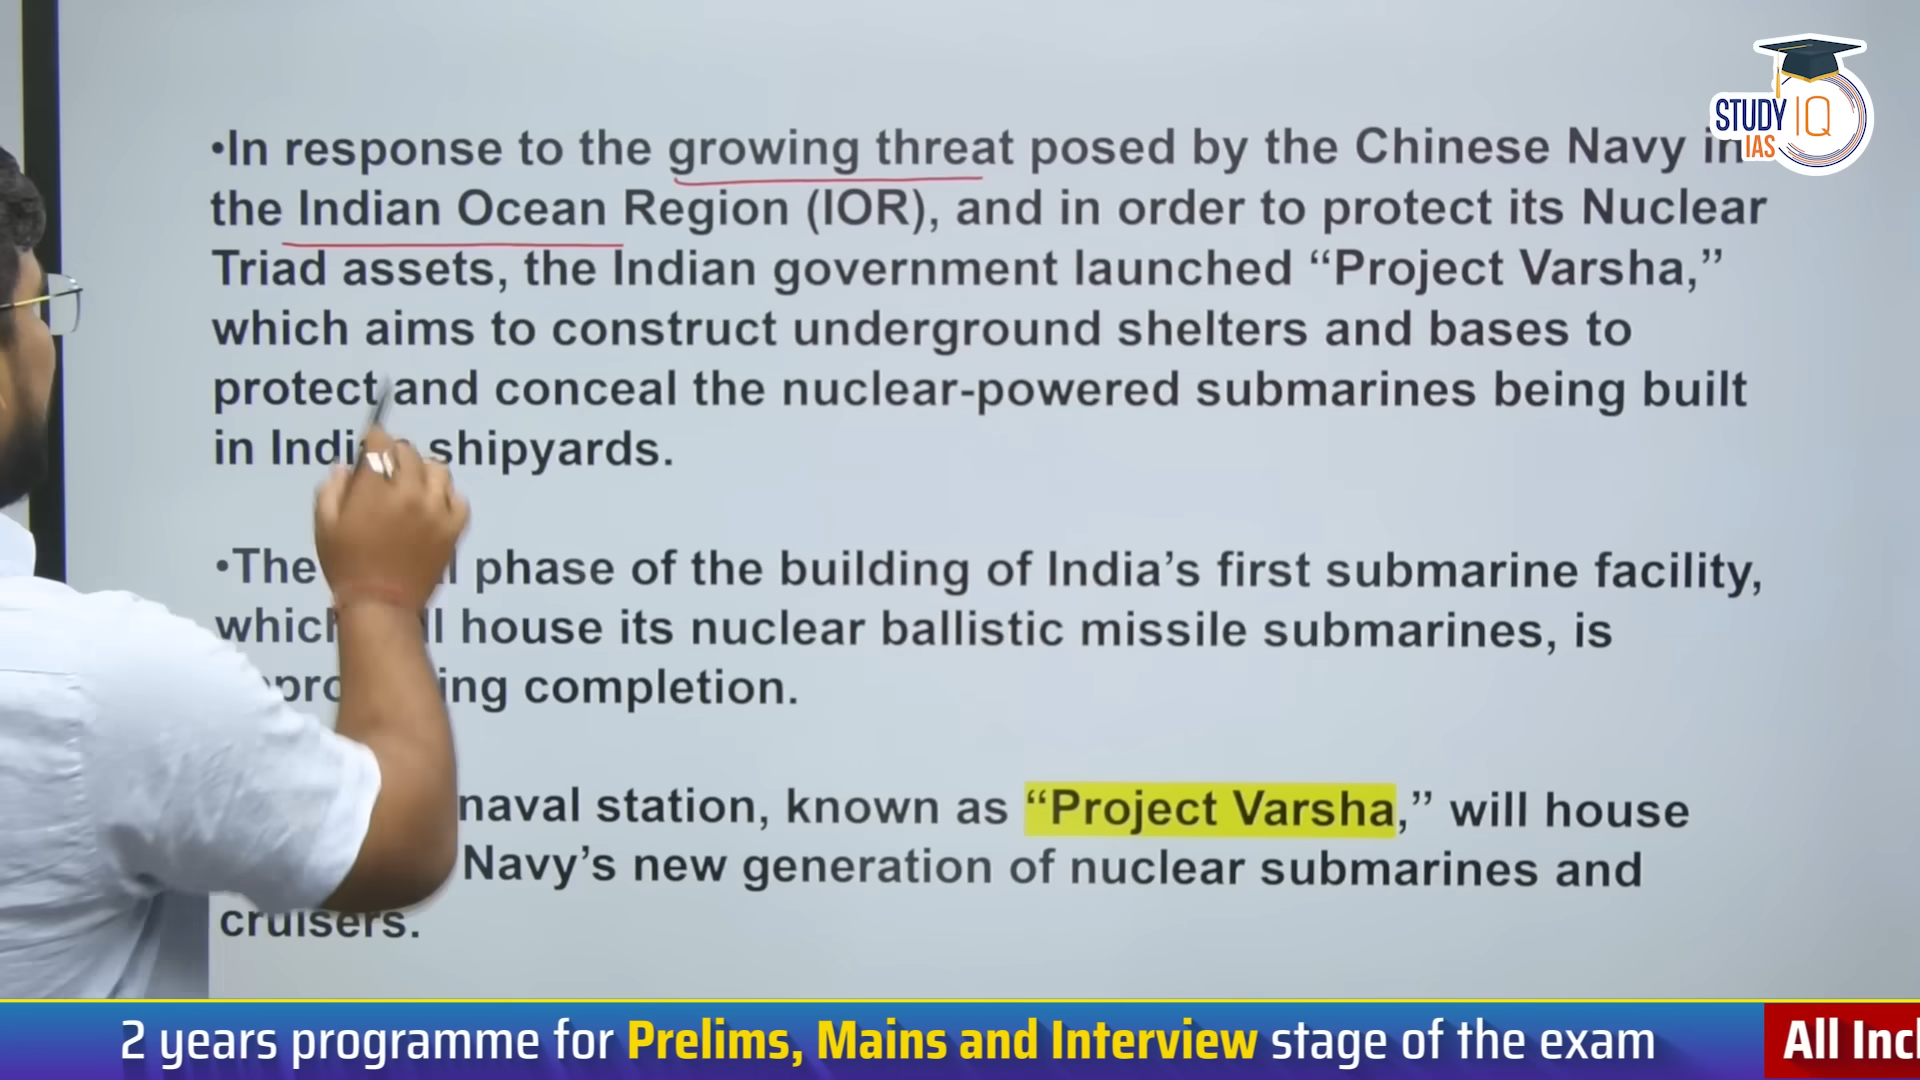 STUDY IQ
IAS
•In response to the growing threat posed by the Chinese Navy in
the Indian Ocean Region (IOR), and in order to protect its Nuclear
Triad assets, the Indian government launched “Project Varsha,”
which aims to construct underground shelters and bases to
protect and conceal the nuclear-powered submarines being built
in shipyards.
•The phase of the building of India’s first submarine facility,
house its nuclear ballistic missile submarines, is
completion.
naval station, known as “Project Varsha,” will house
Navy’s new generation of nuclear submarines and
cruisers.
2 years programme for Prelims, Mains and Interview stage of the exam
All